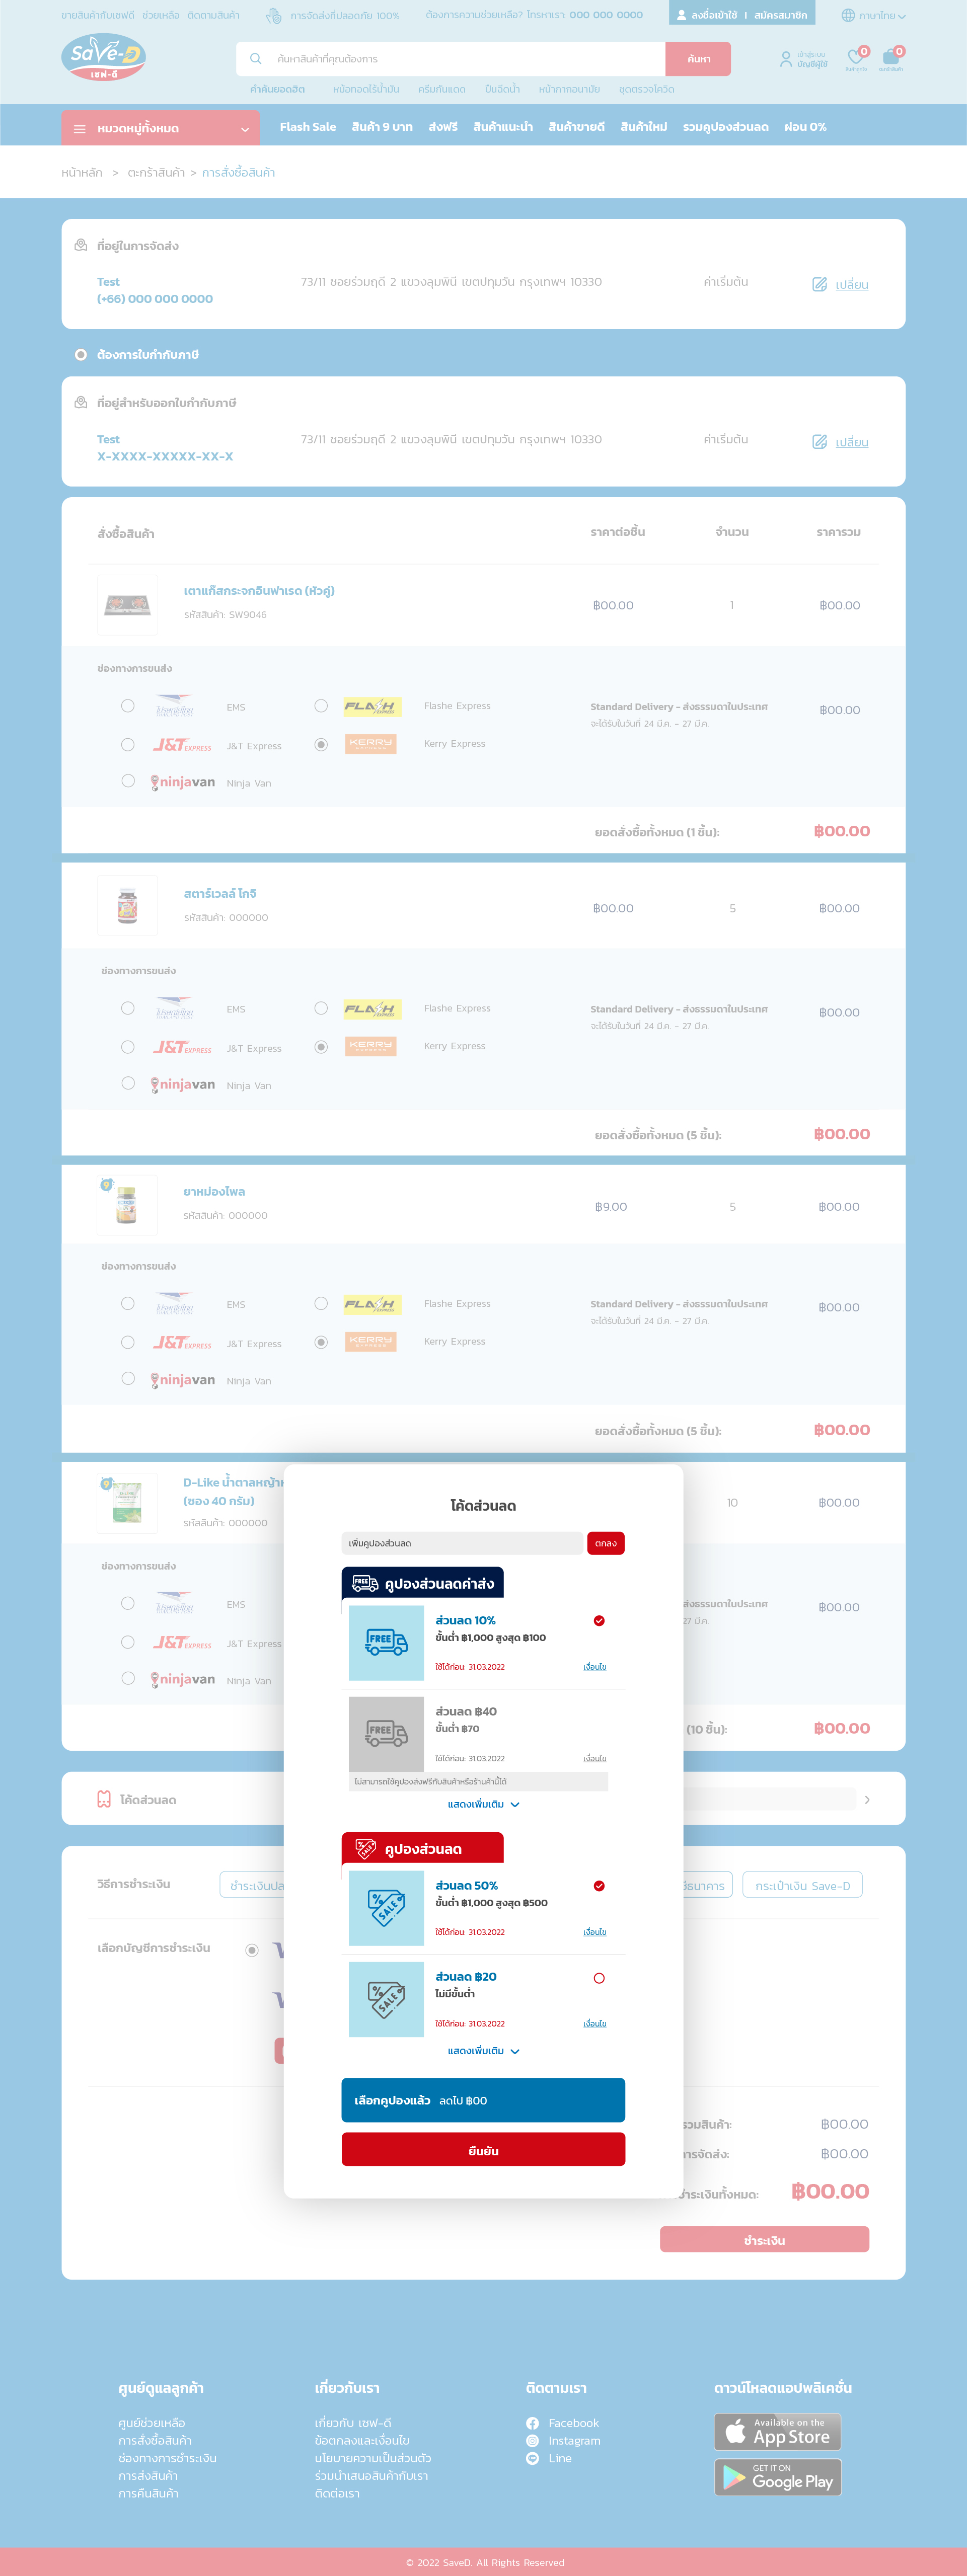 ขายสินค้ากับเซฟดี ช่วยเหลือ ติดตามสินค้า การจัดส่งที่ปลอดภัย 100% ต้องการความช่วยเหลือ? โทรหาเรา 000 000 0000 ลงชื่อเข้าใช้ I สมัครสมาชิก ภาษาไทย
SaVe-D
เซฟ-ดี
ค้นหาสินค้าที่คุณต้องการ ค้นหา
เข้าสู่ระบบ
บัญชีผู้ใช้
0 0
คำค้นยอดฮิต หม้อทอดไร้น้ำมัน ครีมกันแดด ปืนฉีดน้ำ หน้ากากอนามัย ชุดตรวจโควิด
หมวดหมู่ทั้งหมด Flash Sale สินค้า 9 บาท ส่งฟรี สินค้าแนะนำ สินค้าขายดี สินค้าใหม่ รวมคูปองส่วนลด ผ่อน 0%
หน้าหลัก > ตะกร้าสินค้า > การสั่งซื้อสินค้า
ที่อยู่ในการจัดส่ง
Test 73/11 ซอยร่วมฤดี 2 แขวงลุมพินี เขตปทุมวัน กรุงเทพฯ 10330 ค่าเริ่มต้น เปลี่ยน
(+66) 000 000 0000
ต้องการใบกำกับภาษี
ที่อยู่สำหรับออกใบกำกับภาษี
Test 73/11 ซอยร่วมฤดี 2 แขวงลุมพินี เขตปทุมวัน กรุงเทพฯ 10330 ค่าเริ่มต้น เปลี่ยน
X-XXXX-XXXXX-XX-X
สั่งซื้อสินค้า ราคาต่อชิ้น จำนวน ราคารวม
เตาแก๊สกระจกอินฟาเรด (หัวคู่)
รหัสสินค้า: SW9046
฿00.00 1 ฿00.00
ช่องทางการขนส่ง
ไปรษณีย์ไทย EMS FLASH EXPRESS Flashe Express Standard Delivery - ส่งธรรมดาในประเทศ ฿00.00
จะได้รับในวันที่ 24 มี.ค. - 27 มี.ค.
J&T EXPRESS J&T Express KERRY EXPRESS Kerry Express
ninjavan Ninja Van
ยอดสั่งซื้อทั้งหมด (1 ชิ้น): ฿00.00
สตาร์เวลล์ โกจิ
รหัสสินค้า: 000000
฿00.00 5 ฿00.00
ช่องทางการขนส่ง
ไปรษณีย์ไทย EMS FLASH EXPRESS Flashe Express Standard Delivery - ส่งธรรมดาในประเทศ ฿00.00
จะได้รับในวันที่ 24 มี.ค. - 27 มี.ค.
J&T EXPRESS J&T Express KERRY EXPRESS Kerry Express
ninjavan Ninja Van
ยอดสั่งซื้อทั้งหมด (5 ชิ้น): ฿00.00
ยาหม่องไพล
รหัสสินค้า: 000000
฿9.00 5 ฿00.00
ช่องทางการขนส่ง
ไปรษณีย์ไทย EMS FLASH EXPRESS Flashe Express Standard Delivery - ส่งธรรมดาในประเทศ ฿00.00
จะได้รับในวันที่ 24 มี.ค. - 27 มี.ค.
J&T EXPRESS J&T Express KERRY EXPRESS Kerry Express
ninjavan Ninja Van
ยอดสั่งซื้อทั้งหมด (5 ชิ้น): ฿00.00
D-Like น้ำตาลหญ้า
(ซอง 40 กรัม)
รหัสสินค้า: 000000
10 ฿00.00
ช่องทางการขนส่ง
ไปรษณีย์ไทย EMS ส่งธรรมดาในประเทศ ฿00.00
27 มี.ค.
J&T EXPRESS J&T Express
ninjavan Ninja Van
(10 ชิ้น): ฿00.00
โค้ดส่วนลด
เพิ่มคูปองส่วนลด ตกลง
FREE คูปองส่วนลดค่าส่ง
FREE ส่วนลด 10%
ขั้นต่ำ ฿1,000 สูงสุด ฿100
ใช้ได้ก่อน: 31.03.2022 เงื่อนไข
FREE ส่วนลด ฿40
ขั้นต่ำ ฿70
ใช้ได้ก่อน: 31.03.2022 เงื่อนไข
ไม่สามารถใช้คูปองส่งฟรีกับสินค้าหรือร้านค้านี้ได้
แสดงเพิ่มเติม
SALE คูปองส่วนลด
SALE ส่วนลด 50%
ขั้นต่ำ ฿1,000 สูงสุด ฿500
ใช้ได้ก่อน: 31.03.2022 เงื่อนไข
SALE ส่วนลด ฿20
ไม่มีขั้นต่ำ
ใช้ได้ก่อน: 31.03.2022 เงื่อนไข
แสดงเพิ่มเติม
เลือกคูปองแล้ว ลดไป ฿00
ยืนยัน
โค้ดส่วนลด
วิธีการชำระเงิน ชำระเงินปล ธนาคาร กระเป๋าเงิน Save-D
เลือกบัญชีการชำระเงิน
รวมสินค้า: ฿00.00
การจัดส่ง: ฿00.00
ชำระเงินทั้งหมด: ฿00.00
ชำระเงิน
ศูนย์ดูแลลูกค้า เกี่ยวกับเรา ติดตามเรา ดาวน์โหลดแอปพลิเคชั่น
ศูนย์ช่วยเหลือ เกี่ยวกับ เซฟ-ดี Facebook
การสั่งซื้อสินค้า ข้อตกลงและเงื่อนไข Instagram
ช่องทางการชำระเงิน นโยบายความเป็นส่วนตัว Line
การส่งสินค้า ร่วมนำเสนอสินค้ากับเรา
การคืนสินค้า ติดต่อเรา
Available on the App Store
GET IT ON Google Play
© 2022 SaveD. All Rights Reserved